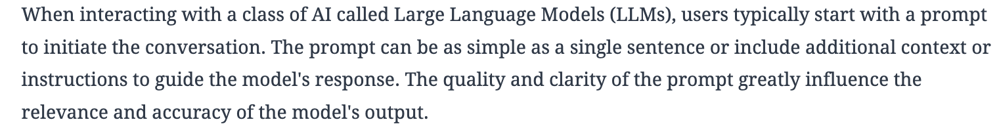 When interacting with a class of AI called Large Language Models (LLMs), users typically start with a prompt
to initiate the conversation. The prompt can be as simple as a single sentence or include additional context or
instructions to guide the model's response. The quality and clarity of the prompt greatly influence the
relevance and accuracy of the model's output.